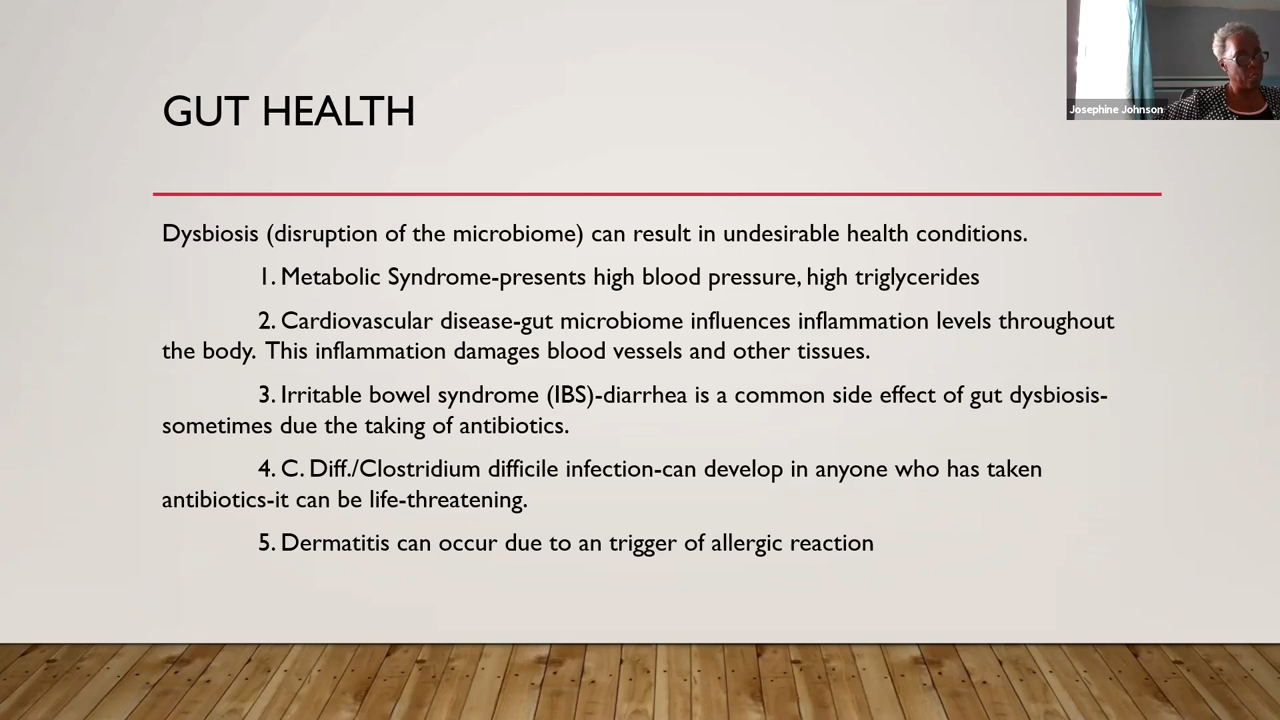 GUT HEALTH
Josephine Johnson
Dysbiosis (disruption of the microbiome) can result in undesirable health conditions.
1. Metabolic Syndrome-presents high blood pressure, high triglycerides
2. Cardiovascular disease-gut microbiome influences inflammation levels throughout
the body.  This inflammation damages blood vessels and other tissues.
3. Irritable bowel syndrome (IBS)-diarrhea is a common side effect of gut dysbiosis-
sometimes due the taking of antibiotics.
4. C. Diff./Clostridium difficile infection-can develop in anyone who has taken
antibiotics-it can be life-threatening.
5. Dermatitis can occur due to an trigger of allergic reaction